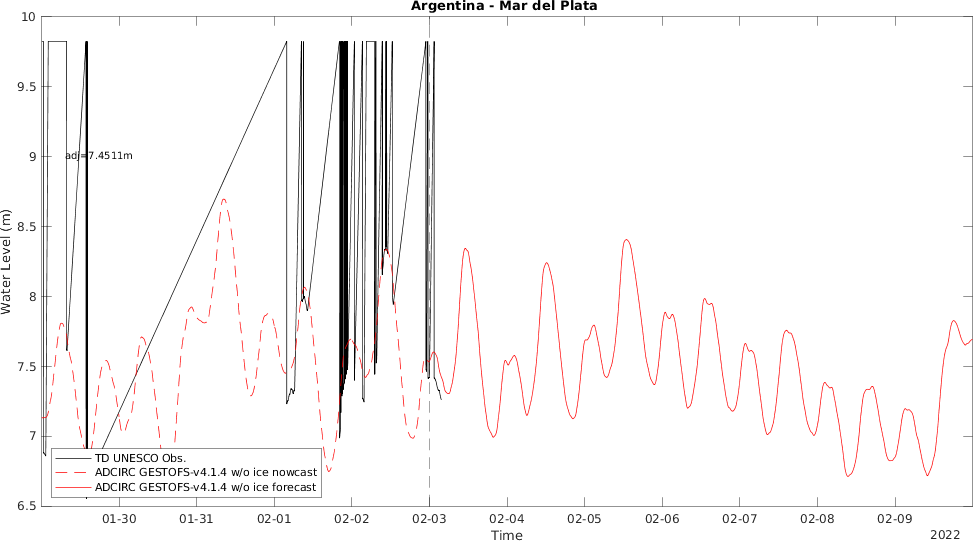 Argentina - Mar del Plata
10
9.5
9
8.5
8
7.5
7
6.5
Water Level (m)
adj=7.4511m
TD UNESCO Obs.
ADCIRC GESTOFS-v4.1.4 w/o ice nowcast
ADCIRC GESTOFS-v4.1.4 w/o ice forecast
01-30 01-31 02-01 02-02 02-03 02-04 02-05 02-06 02-07 02-08 02-09
Time
2022